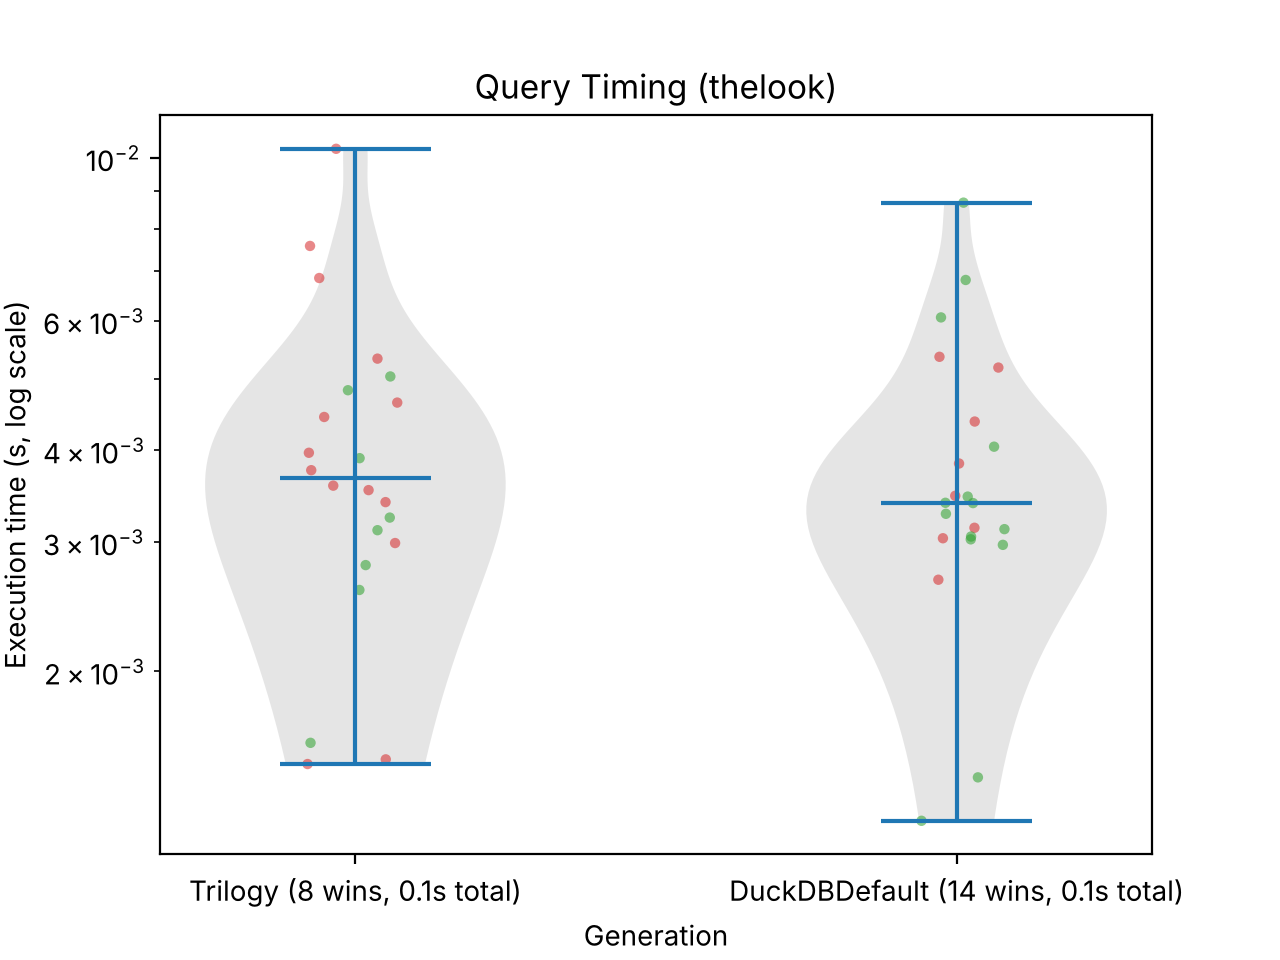 Query Timing (thelook)
Execution time (s, log scale)
10⁻²
6 × 10⁻³
4 × 10⁻³
3 × 10⁻³
2 × 10⁻³
Trilogy (8 wins, 0.1s total)
DuckDBDefault (14 wins, 0.1s total)
Generation